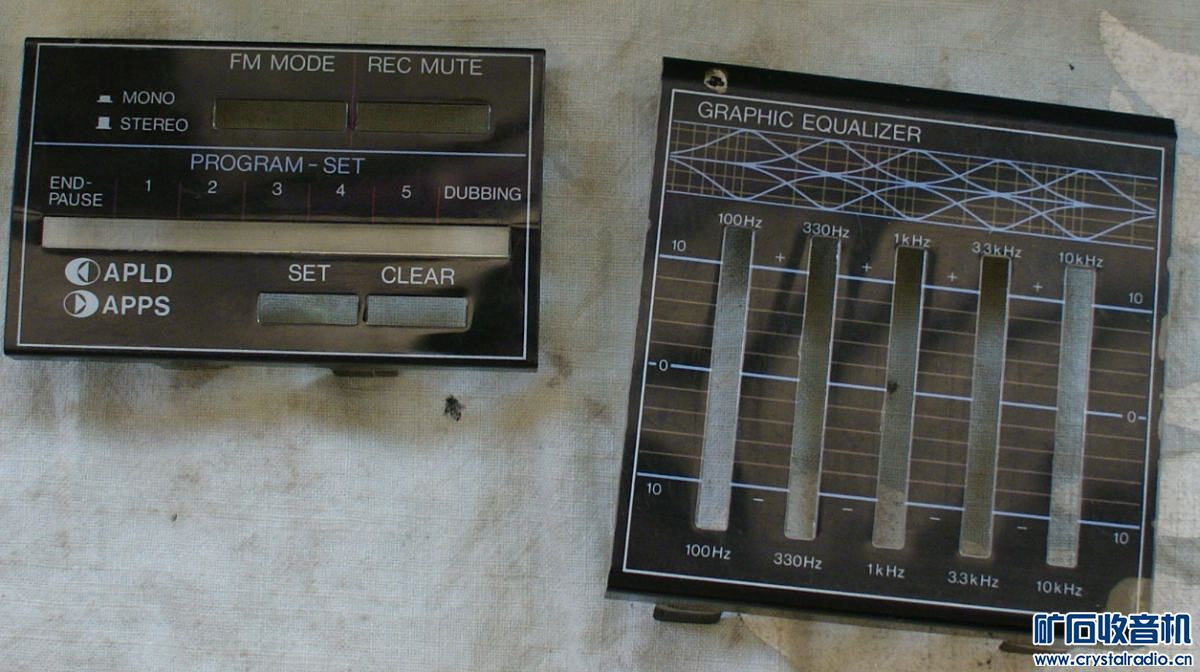 FM MODE REC MUTE
MONO
STEREO
PROGRAM-SET
END-
PAUSE 1 2 3 4 5 DUBBING
APLD SET CLEAR
APPS
GRAPHIC EQUALIZER
100Hz 330Hz 1kHz 3.3kHz 10kHz
10 + + + + 10
0 0
10 − − − − 10
100Hz 330Hz 1kHz 3.3kHz 10kHz
矿石收音机
www.crystalradio.cn